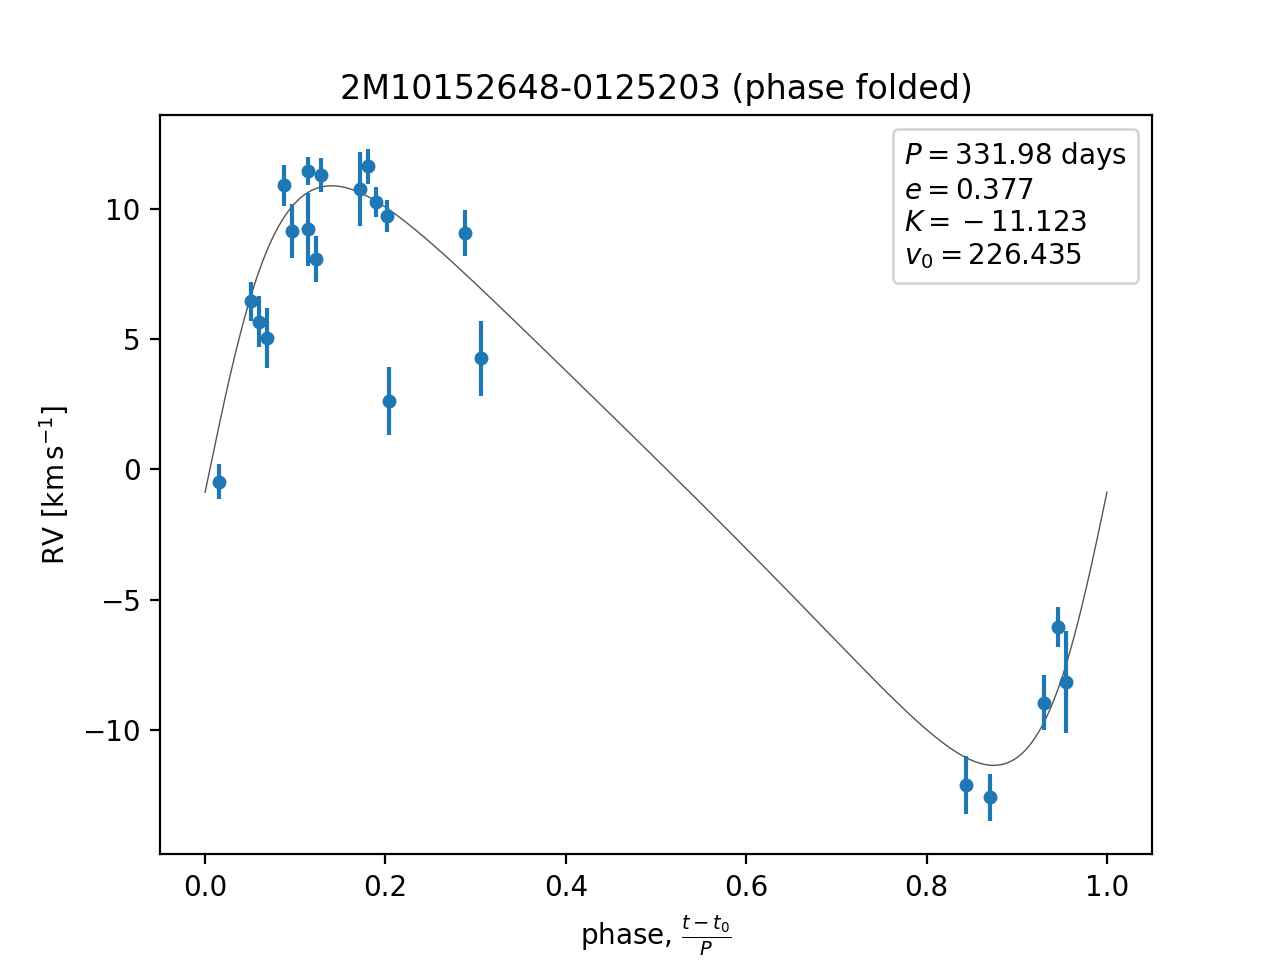 2M10152648-0125203 (phase folded)
P = 331.98 days
e = 0.377
K = −11.123
v₀ = 226.435
10
5
0
−5
−10
RV [km s⁻¹]
0.0 0.2 0.4 0.6 0.8 1.0
phase, (t − t₀)/P